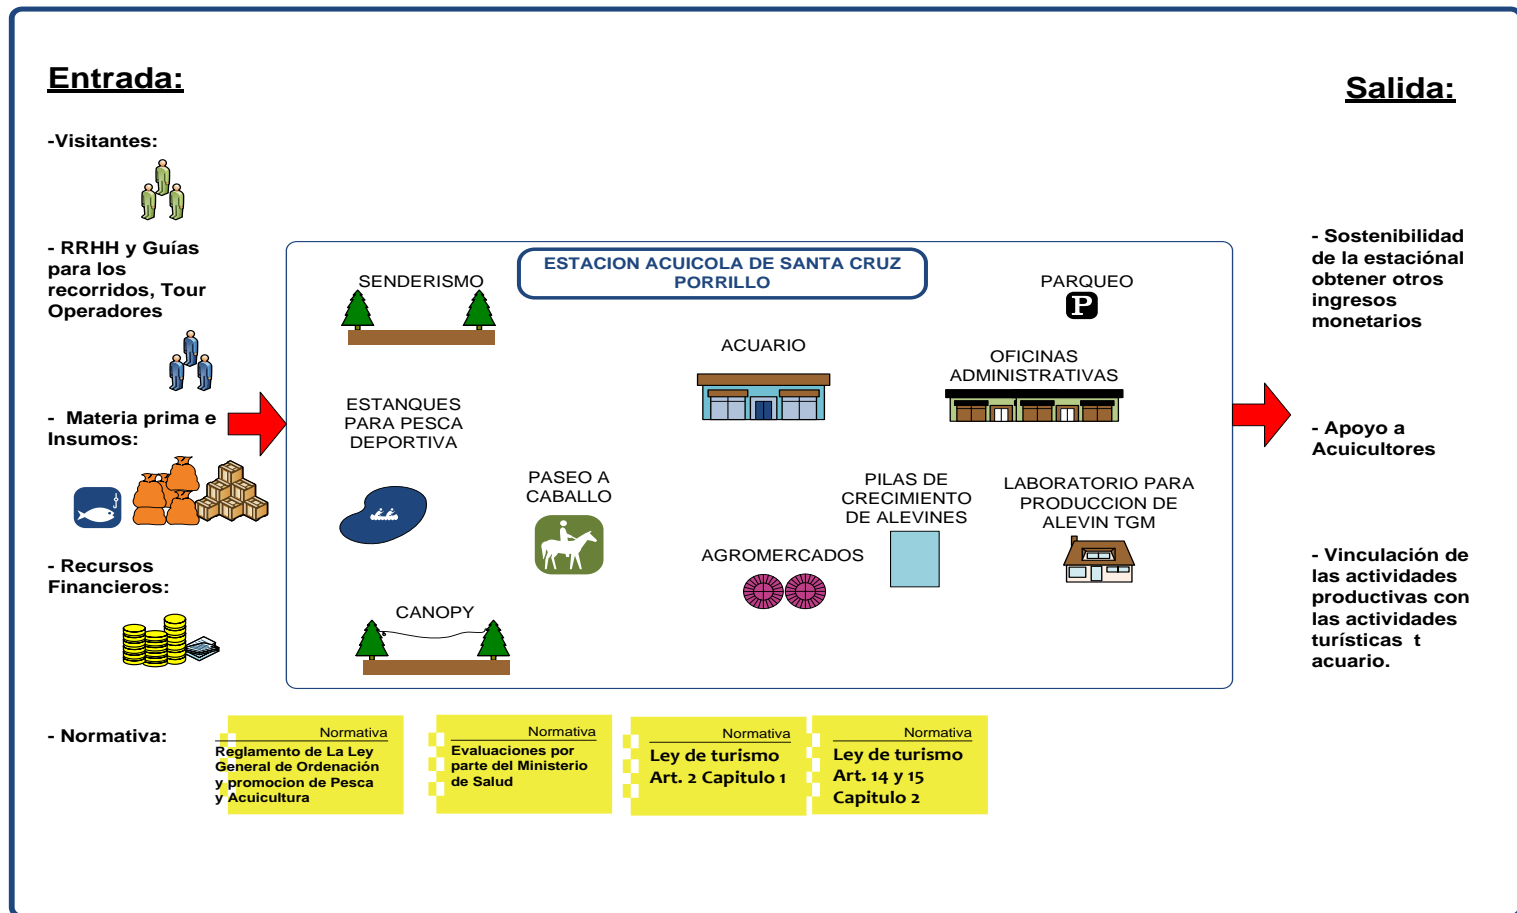 Entrada:
-Visitantes:
- RRHH y Guías
para los
recorridos, Tour
Operadores
- Materia prima e
Insumos:
- Recursos
Financieros:
ESTACION ACUICOLA DE SANTA CRUZ
PORRILLO
SENDERISMO
PARQUEO
P
ACUARIO
OFICINAS
ADMINISTRATIVAS
ESTANQUES
PARA PESCA
DEPORTIVA
PASEO A
CABALLO
PILAS DE
CRECIMIENTO
DE ALEVINES
LABORATORIO PARA
PRODUCCION DE
ALEVIN TGM
AGROMERCADOS
CANOPY
Salida:
- Sostenibilidad
de la estaciónal
obtener otros
ingresos
monetarios
- Apoyo a
Acuicultores
- Vinculación de
las actividades
productivas con
las actividades
turísticas t
acuario.
- Normativa:
Normativa
Reglamento de La Ley
General de Ordenación
y promocion de Pesca
y Acuicultura
Normativa
Evaluaciones por
parte del Ministerio
de Salud
Normativa
Ley de turismo
Art. 2 Capitulo 1
Normativa
Ley de turismo
Art. 14 y 15
Capitulo 2